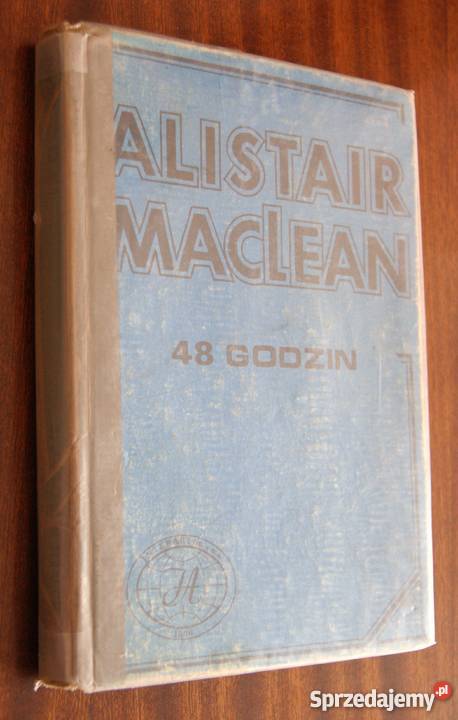 ALISTAIR
MACLEAN
48 GODZIN
Sprzedajemy.pl